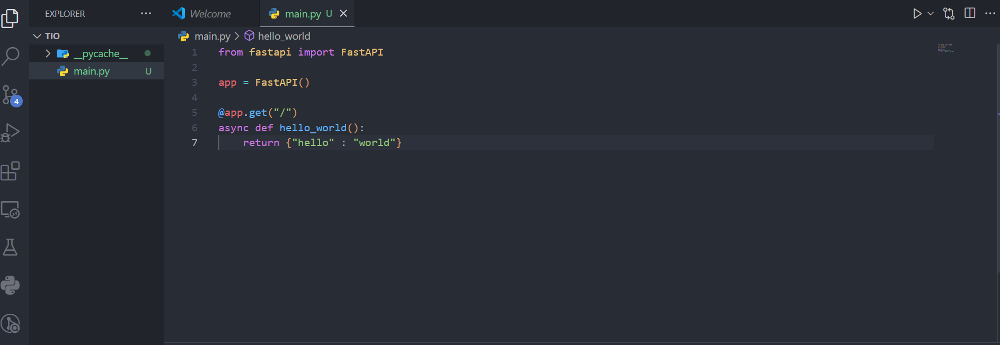 EXPLORER
Welcome
main.py U
TIO
__pycache__
main.py U
4
main.py > hello_world
1 from fastapi import FastAPI
2
3 app = FastAPI()
4
5 @app.get("/")
6 async def hello_world():
7 return {"hello" : "world"}